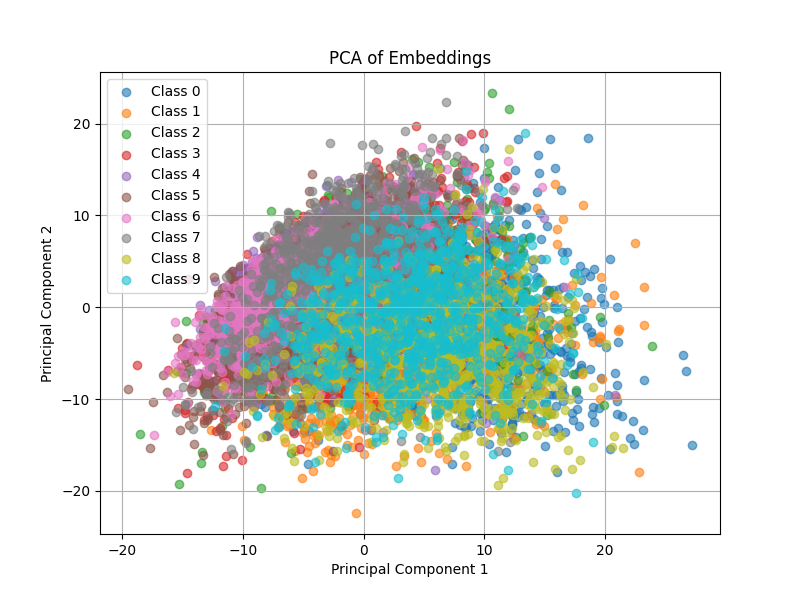 PCA of Embeddings
Class 0
Class 1
Class 2
Class 3
Class 4
Class 5
Class 6
Class 7
Class 8
Class 9
20
10
0
−10
−20
Principal Component 2
−20 −10 0 10 20
Principal Component 1